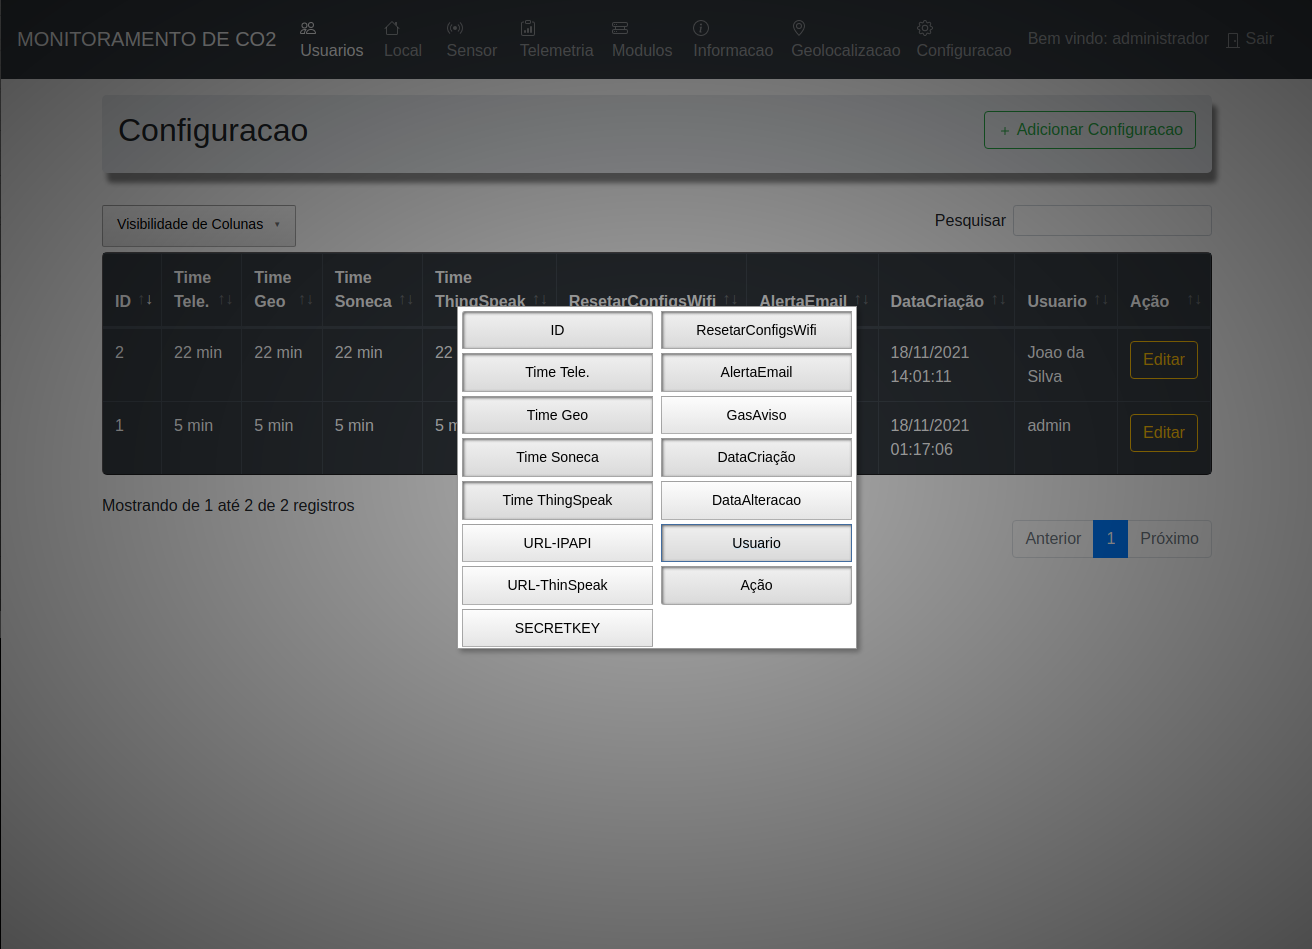 MONITORAMENTO DE CO2
Usuarios
Local
Sensor
Telemetria
Modulos
Informacao
Geolocalizacao
Configuracao
Bem vindo: administrador
Sair
Configuracao
+ Adicionar Configuracao
Visibilidade de Colunas
Pesquisar
ID
Time
Tele.
Time
Geo
Time
Soneca
Time
ThingSpeak
ResetarConfigsWifi
AlertaEmail
DataCriação
Usuario
Ação
2
22 min
22 min
22 min
22
18/11/2021
14:01:11
Joao da
Silva
Editar
1
5 min
5 min
5 min
5 m
18/11/2021
01:17:06
admin
Editar
ID
Time Tele.
Time Geo
Time Soneca
Time ThingSpeak
URL-IPAPI
URL-ThinSpeak
SECRETKEY
ResetarConfigsWifi
AlertaEmail
GasAviso
DataCriação
DataAlteracao
Usuario
Ação
Mostrando de 1 até 2 de 2 registros
Anterior
1
Próximo